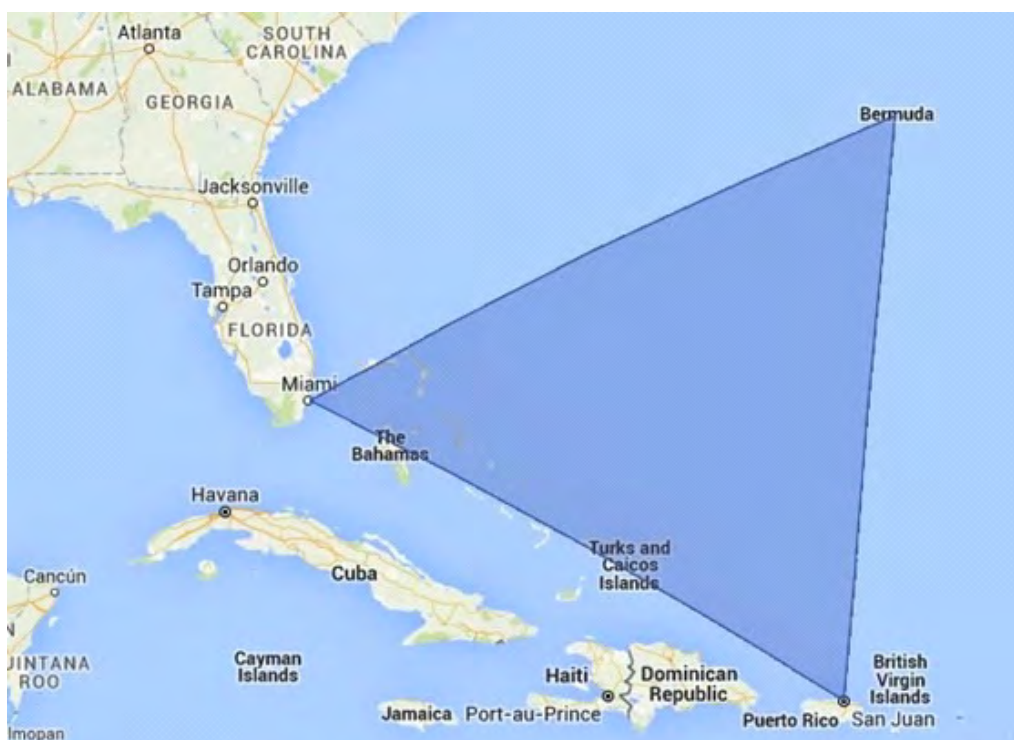 Atlanta
SOUTH
CAROLINA
ALABAMA
GEORGIA
Bermuda
Jacksonville
Orlando
Tampa
FLORIDA
Miami
The
Bahamas
Havana
Turks and
Caicos
Islands
Cancún
Cuba
UINTANA
ROO
Cayman
Islands
Haiti
Dominican
Republic
British
Virgin
Islands
Jamaica
Port-au-Prince
Puerto Rico
San Juan
lmopan